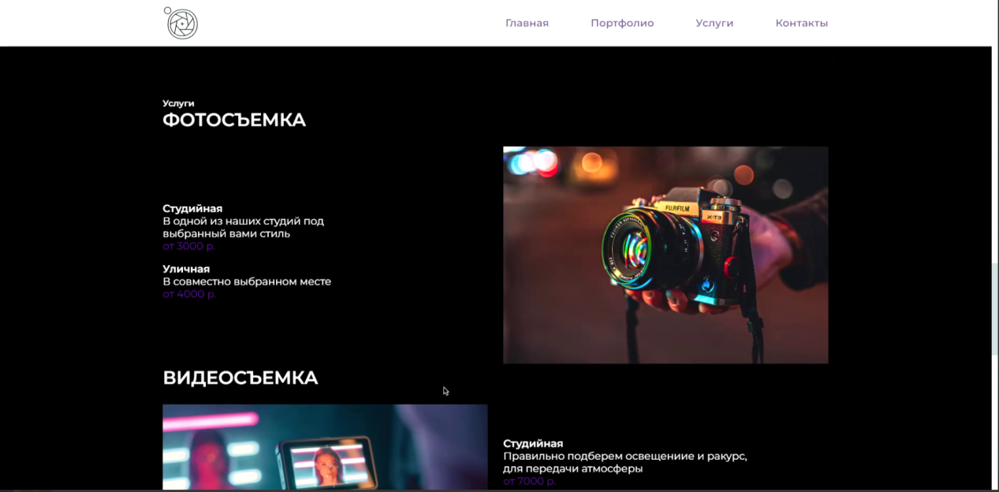 Главная Портфолио Услуги Контакты
Услуги
ФОТОСЪЕМКА
Студийная
В одной из наших студий под
выбранный вами стиль
от 3000 р.
Уличная
В совместно выбранном месте
от 4000 р.
FUJIFILM
X-T3
ВИДЕОСЪЕМКА
Студийная
Правильно подберем освещениие и ракурс,
для передачи атмосферы
от 7000 р.